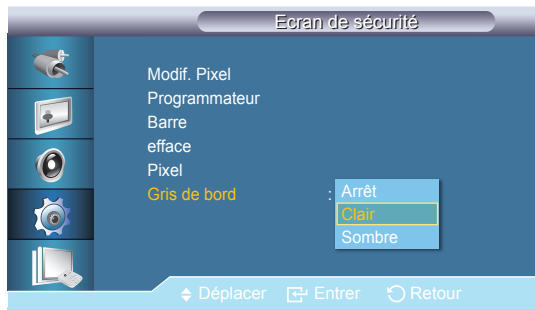 Ecran de sécurité
Modif. Pixel
Programmateur
Barre
efface
Pixel
Gris de bord : Arrêt
Clair
Sombre
Déplacer Entrer Retour